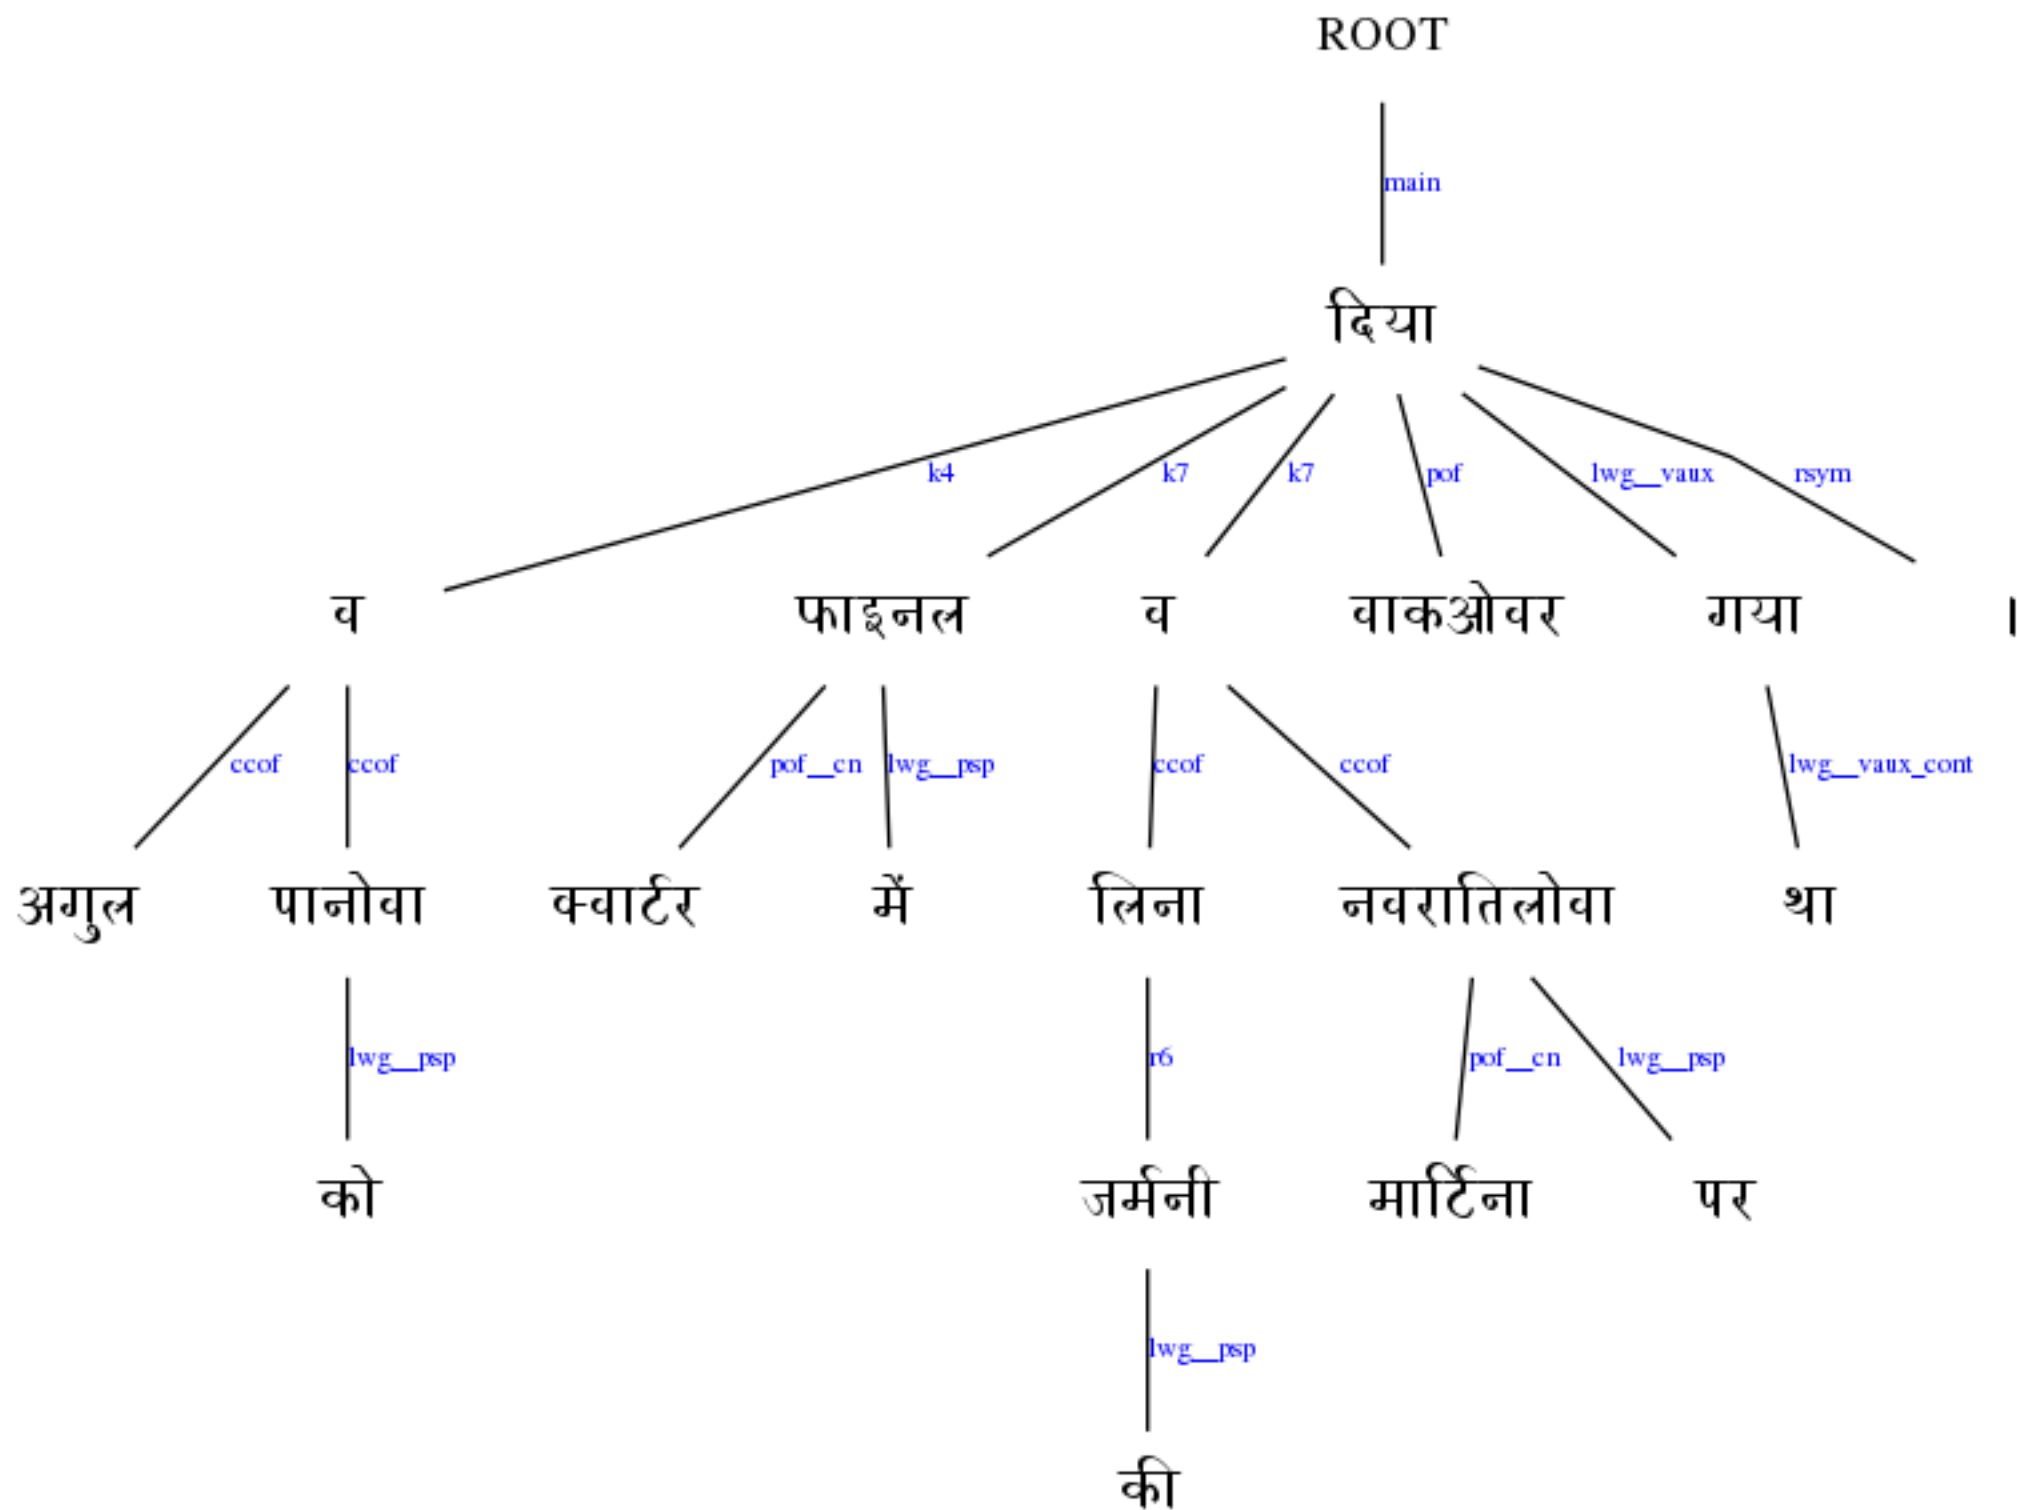 ROOT
main
दिया
k4 k7 k7 pof lwg__vaux rsym
व फाइनल व वाकओवर गया ।
ccof ccof pof__cn lwg__psp ccof ccof lwg__vaux_cont
अगुल पानोवा क्वार्टर में लिना नवरातिलोवा था
lwg__psp r6 pof__cn lwg__psp
को जर्मनी मार्टिना पर
lwg__psp
की